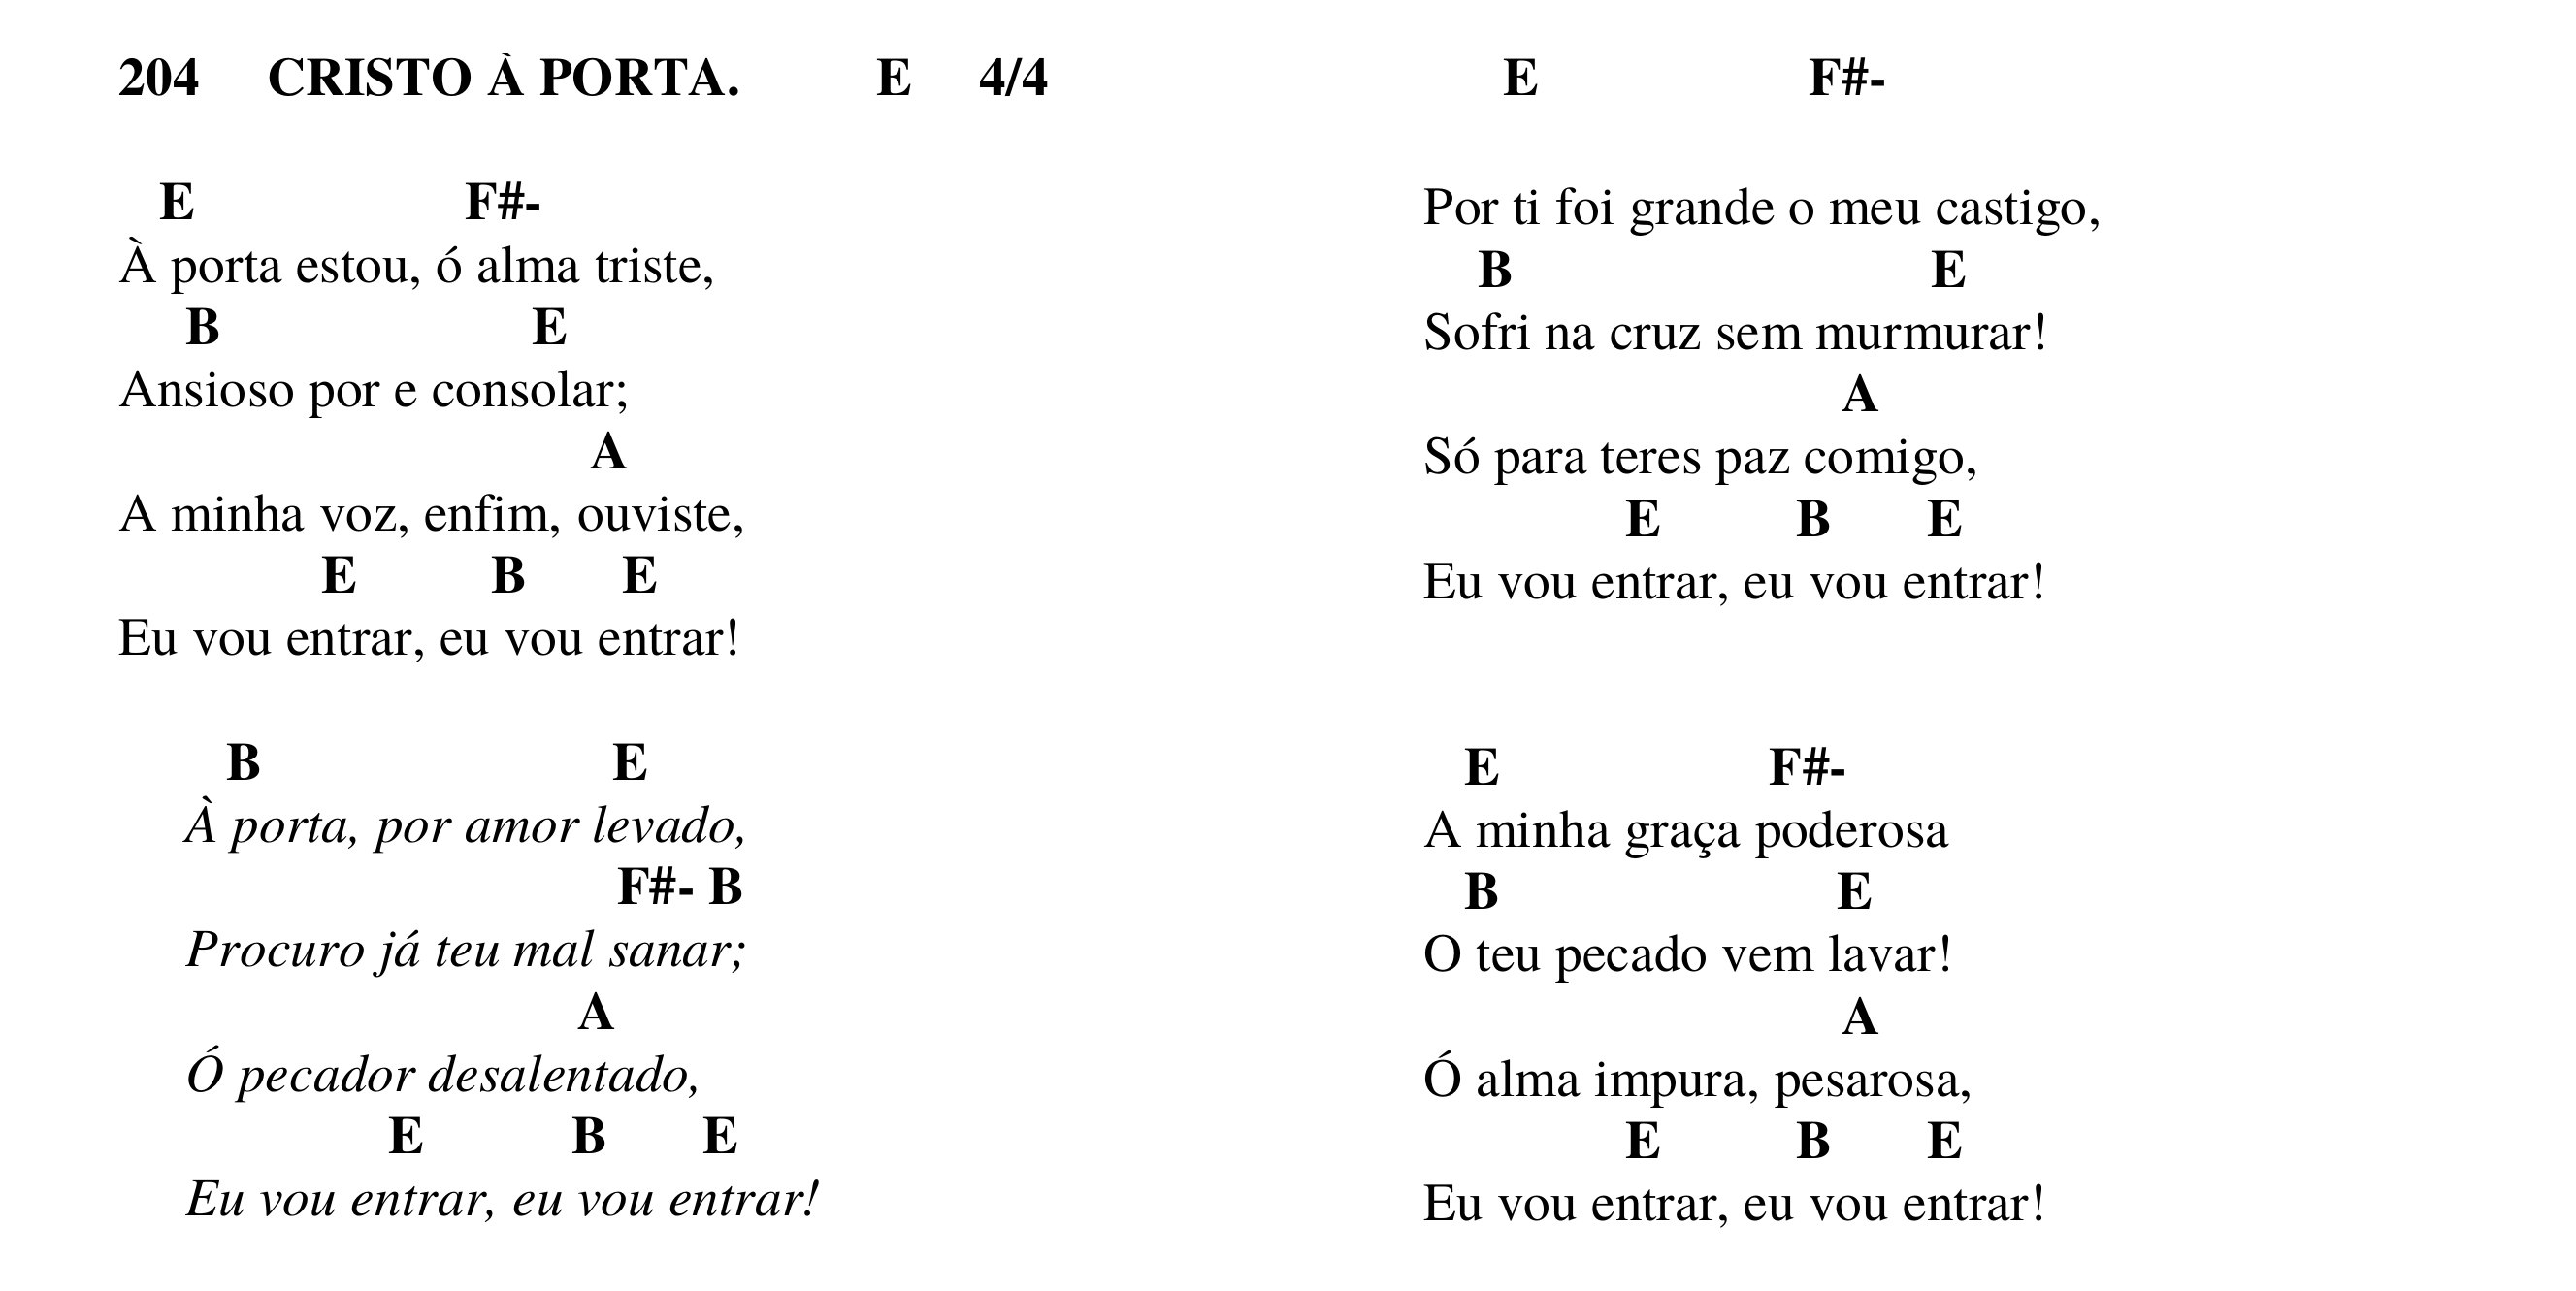 204 CRISTO À PORTA. E 4/4
E F#-
À porta estou, ó alma triste,
B E
Ansioso por e consolar;
A
A minha voz, enfim, ouviste,
E B E
Eu vou entrar, eu vou entrar!
B E
À porta, por amor levado,
F#- B
Procuro já teu mal sanar;
A
Ó pecador desalentado,
E B E
Eu vou entrar, eu vou entrar!
E F#-
Por ti foi grande o meu castigo,
B E
Sofri na cruz sem murmurar!
A
Só para teres paz comigo,
E B E
Eu vou entrar, eu vou entrar!
E F#-
A minha graça poderosa
B E
O teu pecado vem lavar!
A
Ó alma impura, pesarosa,
E B E
Eu vou entrar, eu vou entrar!